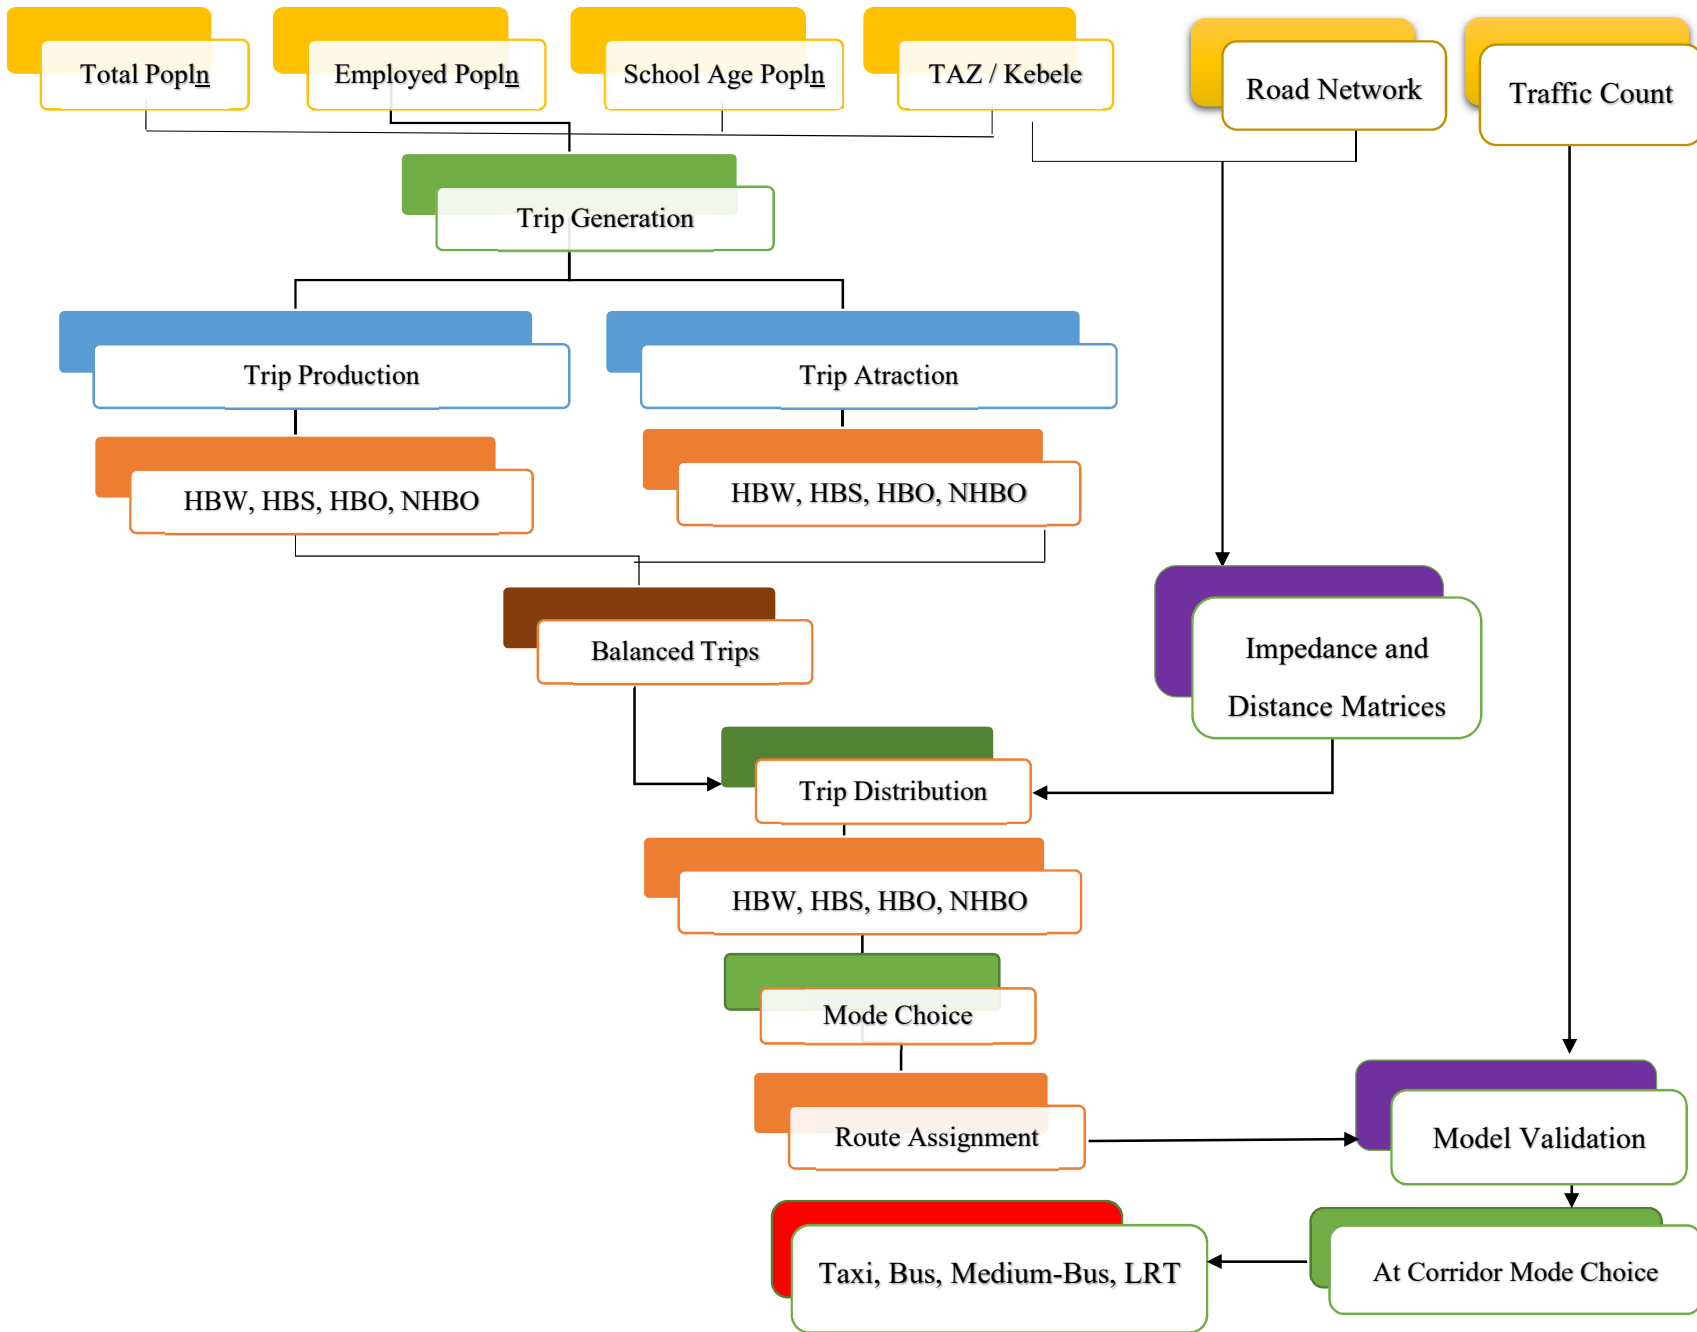 Total Popln
Employed Popln
School Age Popln
TAZ / Kebele
Road Network
Traffic Count
Trip Generation
Trip Production
Trip Atraction
HBW, HBS, HBO, NHBO
HBW, HBS, HBO, NHBO
Balanced Trips
Impedance and
Distance Matrices
Trip Distribution
HBW, HBS, HBO, NHBO
Mode Choice
Route Assignment
Model Validation
Taxi, Bus, Medium-Bus, LRT
At Corridor Mode Choice